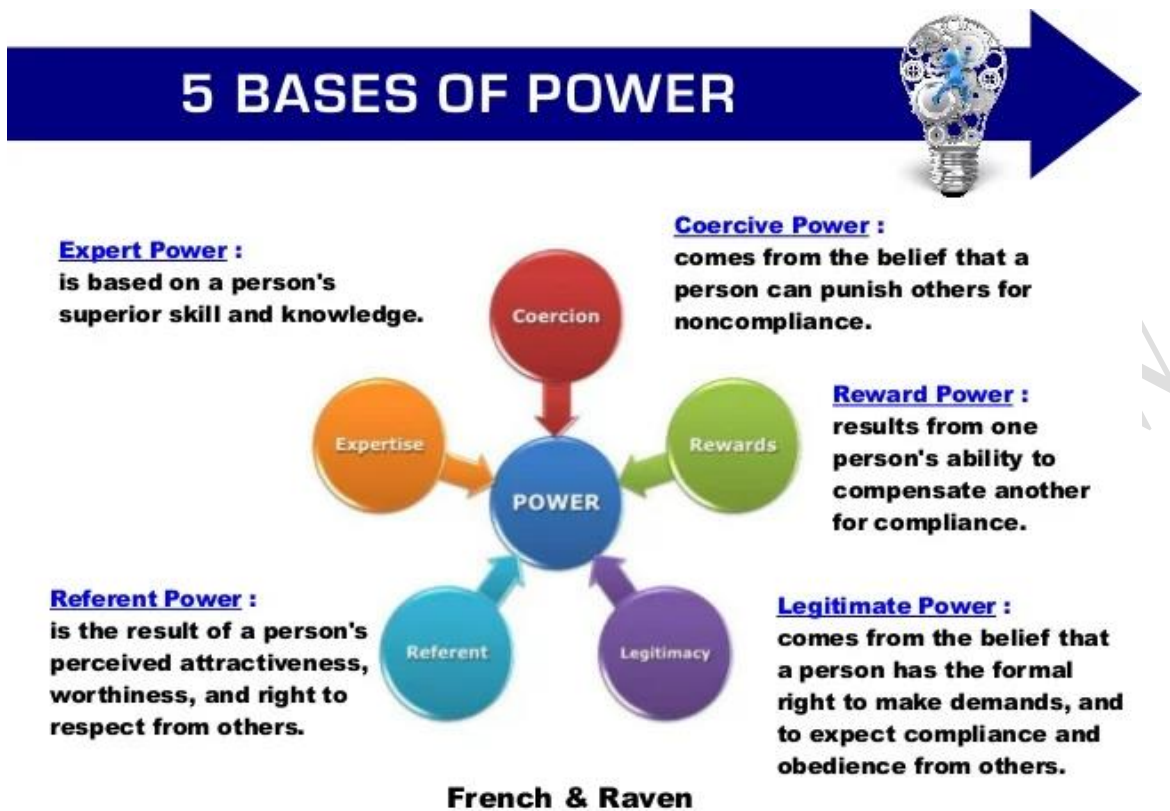 5 BASES OF POWER
Expert Power :
is based on a person's
superior skill and knowledge.
Coercive Power :
comes from the belief that a
person can punish others for
noncompliance.
Coercion
Expertise
Rewards
POWER
Reward Power :
results from one
person's ability to
compensate another
for compliance.
Referent Power :
is the result of a person's
perceived attractiveness,
worthiness, and right to
respect from others.
Referent
Legitimacy
Legitimate Power :
comes from the belief that
a person has the formal
right to make demands, and
to expect compliance and
obedience from others.
French & Raven